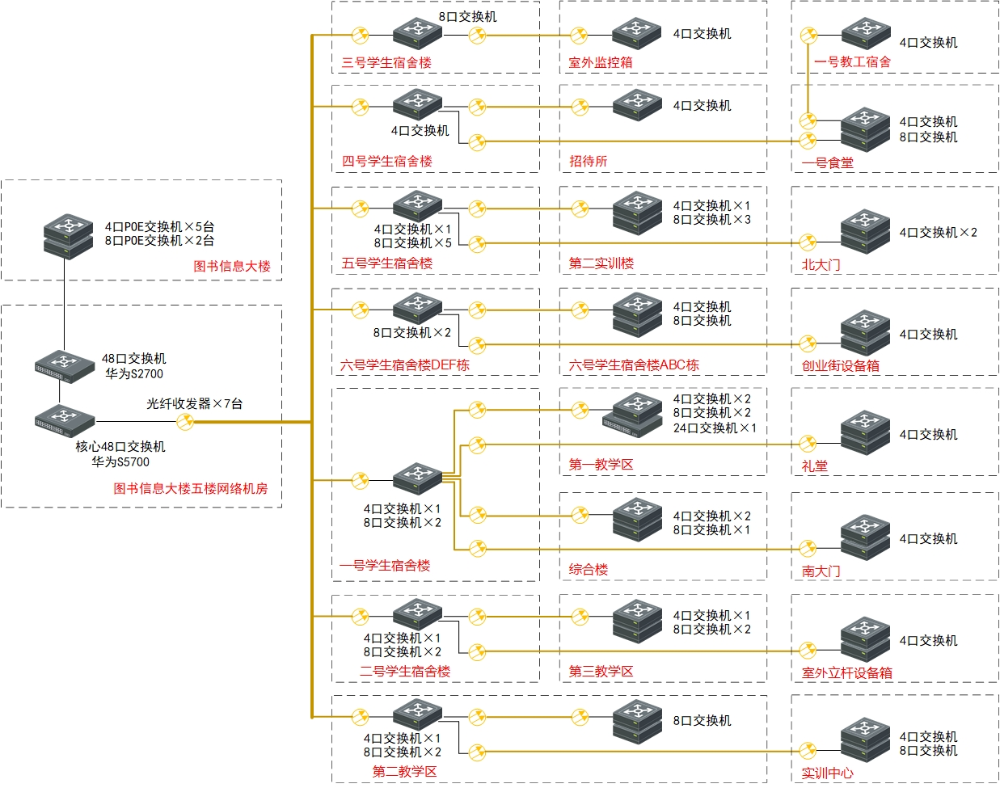 4口POE交换机×5台
8口POE交换机×2台
图书信息大楼
48口交换机
华为S2700
光纤收发器×7台
核心48口交换机
华为S5700
图书信息大楼五楼网络机房
8口交换机
三号学生宿舍楼
4口交换机
室外监控箱
4口交换机
一号教工宿舍
4口交换机
四号学生宿舍楼
4口交换机
招待所
4口交换机
8口交换机
一号食堂
4口交换机×1
8口交换机×5
五号学生宿舍楼
4口交换机×1
8口交换机×3
第二实训楼
4口交换机×2
北大门
8口交换机×2
六号学生宿舍楼DEF栋
4口交换机
8口交换机
六号学生宿舍楼ABC栋
4口交换机
创业街设备箱
4口交换机×1
8口交换机×2
一号学生宿舍楼
4口交换机×2
8口交换机×2
24口交换机×1
第一教学区
4口交换机
礼堂
4口交换机×2
8口交换机×1
综合楼
4口交换机
南大门
4口交换机×1
8口交换机×2
二号学生宿舍楼
4口交换机×1
8口交换机×2
第三教学区
4口交换机
室外立杆设备箱
4口交换机×1
8口交换机×2
第二教学区
8口交换机
4口交换机
8口交换机
实训中心